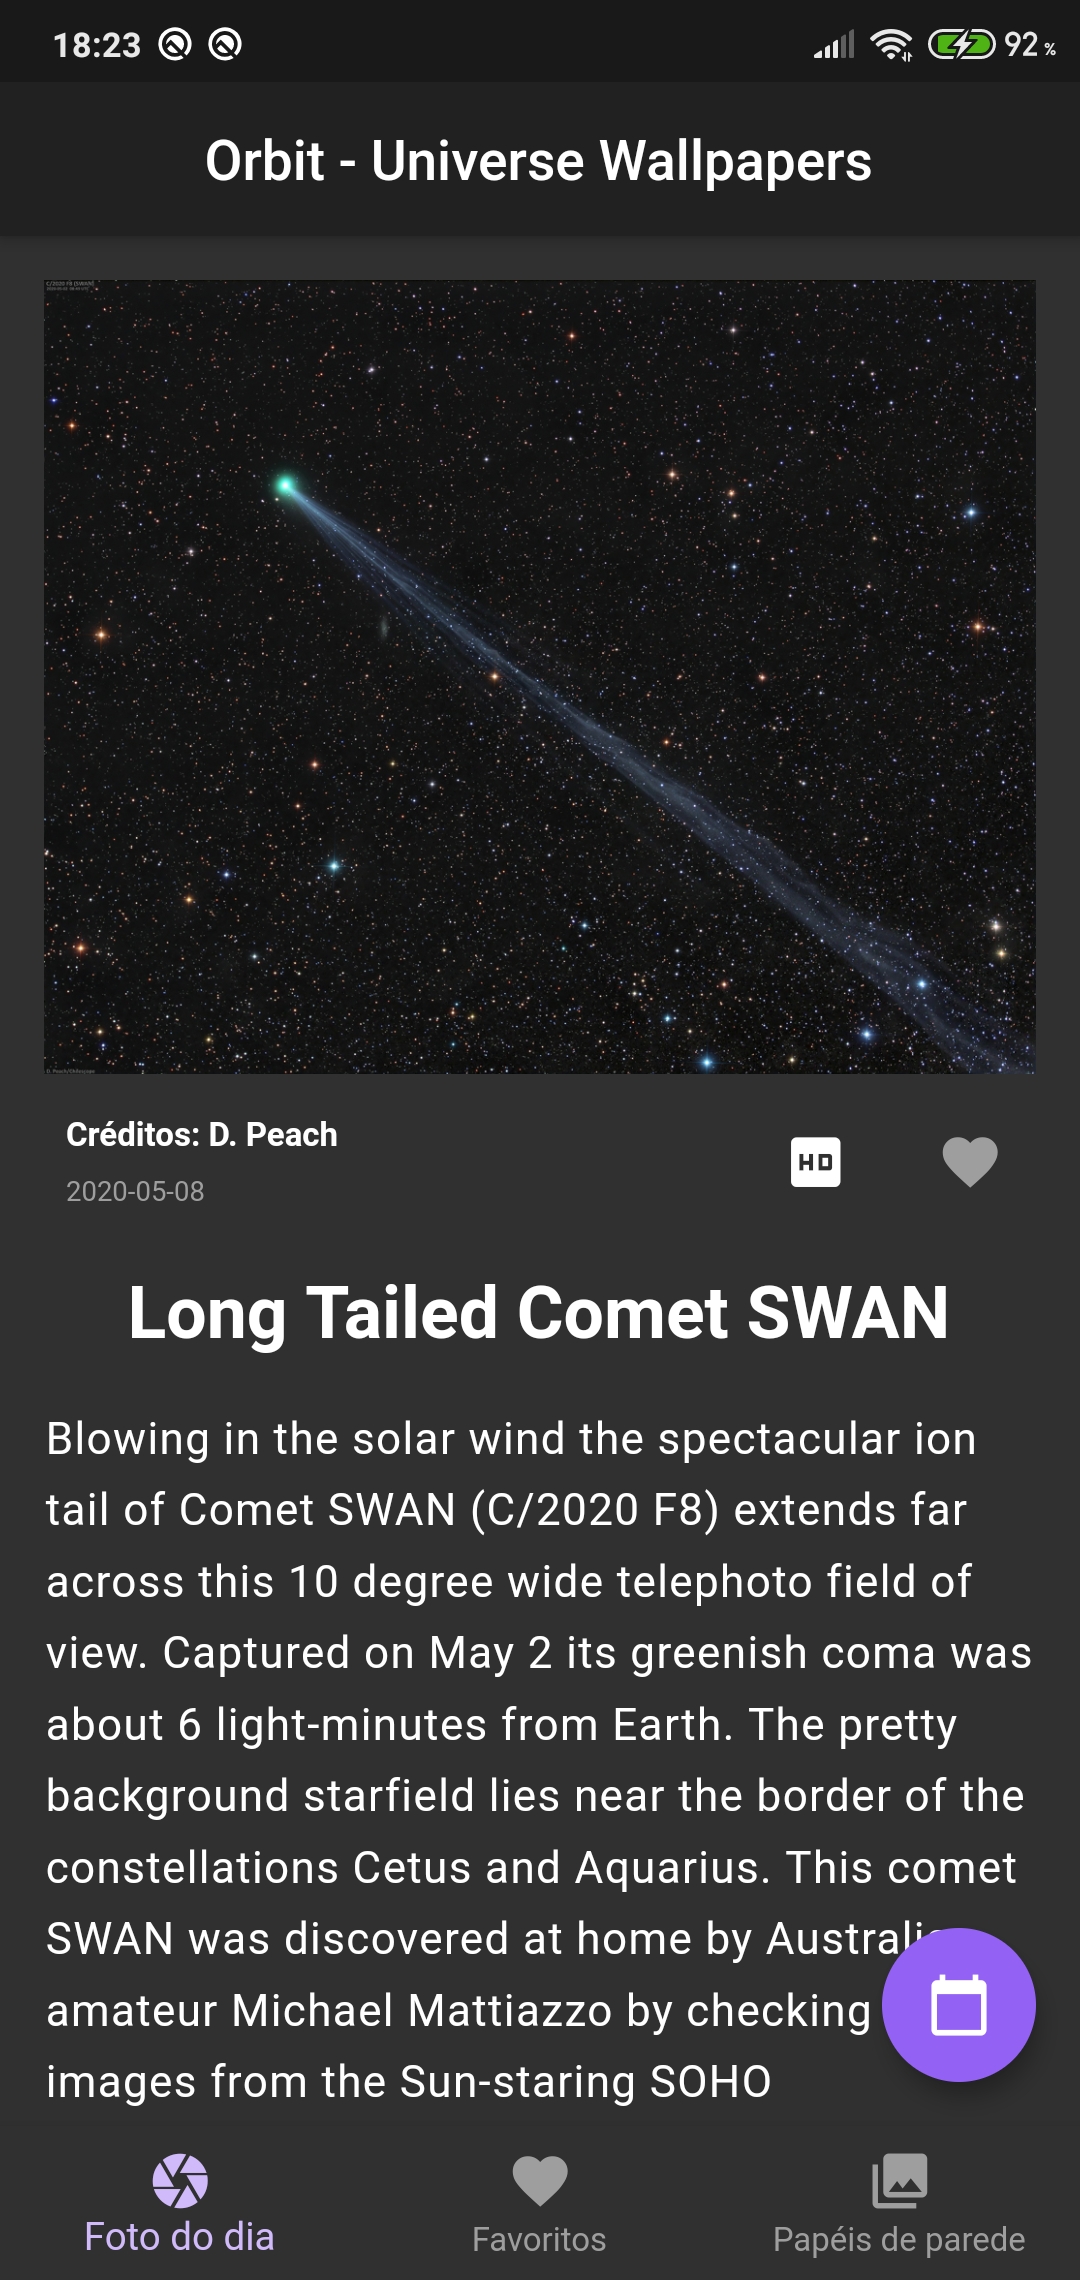 18:23
92 %
Orbit - Universe Wallpapers
C/2020 F8 (SWAN)
Créditos: D. Peach
2020-05-08
HD
Long Tailed Comet SWAN
Blowing in the solar wind the spectacular ion
tail of Comet SWAN (C/2020 F8) extends far
across this 10 degree wide telephoto field of
view. Captured on May 2 its greenish coma was
about 6 light-minutes from Earth. The pretty
background starfield lies near the border of the
constellations Cetus and Aquarius. This comet
SWAN was discovered at home by
amateur Michael Mattiazzo by checking
images from the Sun-staring SOHO
Foto do dia
Favoritos
Papéis de parede